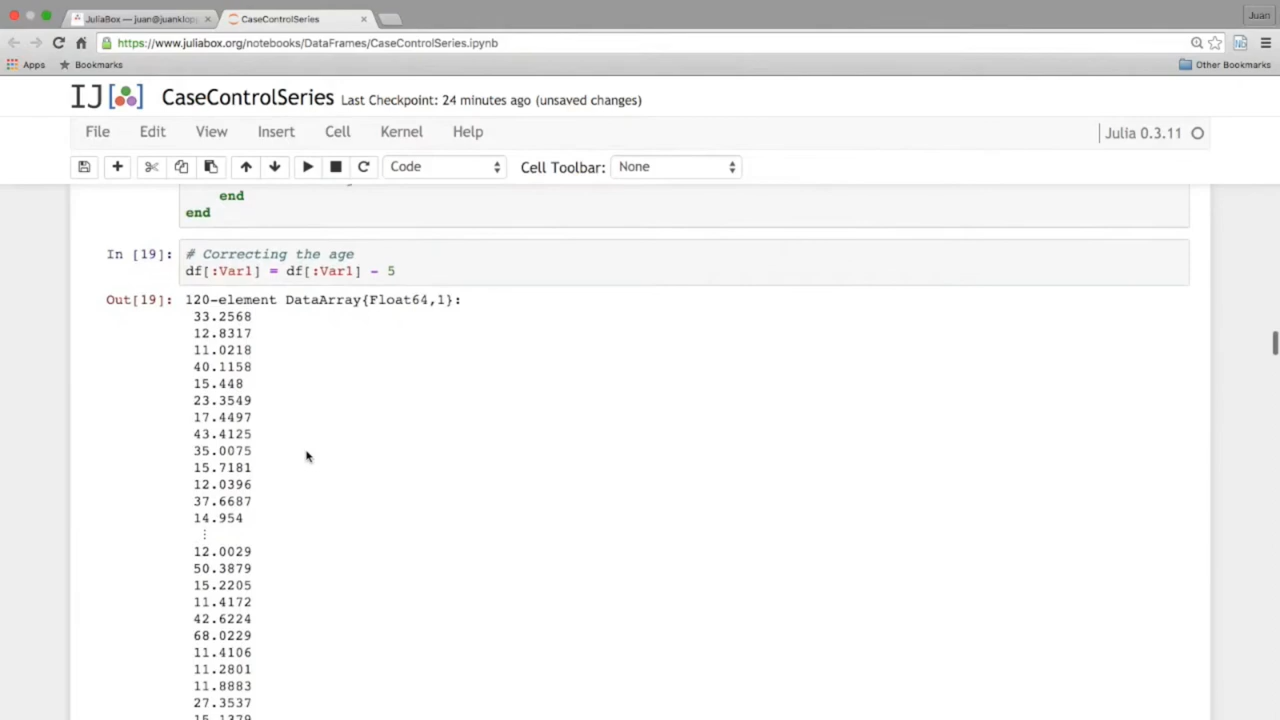 JuliaBox — juan@juanklopp
CaseControlSeries
Juan
https://www.juliabox.org/notebooks/DataFrames/CaseControlSeries.ipynb
Apps
Bookmarks
Other Bookmarks
IJ[ ]
CaseControlSeries Last Checkpoint: 24 minutes ago (unsaved changes)
File Edit View Insert Cell Kernel Help
Julia 0.3.11
Code
Cell Toolbar:
None
end
end
In [19]:
# Correcting the age
df[:Var1] = df[:Var1] - 5
Out[19]:
120-element DataArray{Float64,1}:
33.2568
12.8317
11.0218
40.1158
15.448
23.3549
17.4497
43.4125
35.0075
15.7181
12.0396
37.6687
14.954
⋮
12.0029
50.3879
15.2205
11.4172
42.6224
68.0229
11.4106
11.2801
11.8883
27.3537
15.1379